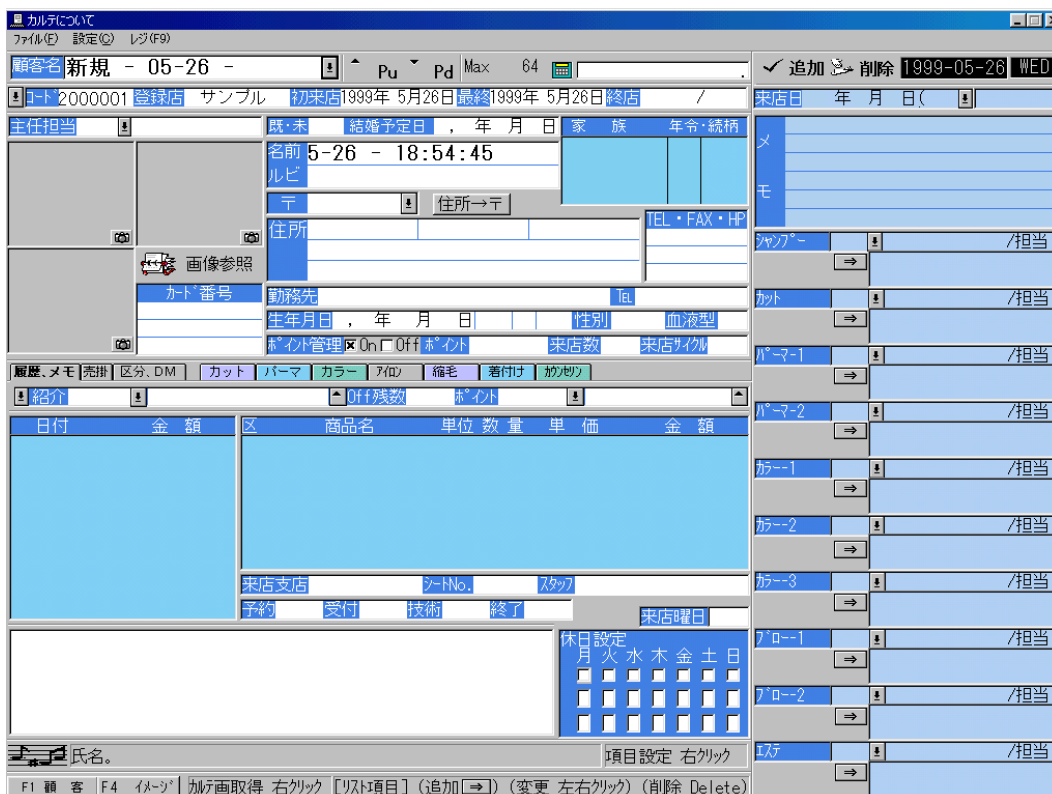 カルテについて
ファイル(F) 設定(C) レジ(F9)
顧客名 新規 - 05-26 - Pu Pd Max 64 .
追加 削除 1999-05-26 WED
コード 2000001 登録店 サンプル 初来店 1999年 5月26日 最終 1999年 5月26日 終店 /
来店日 年 月 日(
主任担当
既・未 結婚予定日 , 年 月 日
家 族 年令・続柄
メモ
名前 5-26 - 18:54:45
ルビ
〒 住所→〒
住所
TEL・FAX・HP
画像参照
カード番号
勤務先 TEL
生年月日 , 年 月 日 性別 血液型
ポイント管理 On Off ポイント 来店数 来店サイクル
シャンプー /担当
⇒
カット /担当
⇒
パーマ-1 /担当
⇒
パーマ-2 /担当
⇒
カラー-1 /担当
⇒
カラー-2 /担当
⇒
カラー-3 /担当
⇒
ブロー-1 /担当
⇒
ブロー-2 /担当
⇒
エステ /担当
⇒
履歴、メモ 売掛 区分、DM カット パーマ カラー アイロン 縮毛 着付け カウンセリン
紹介 Off残数 ポイント
日付 金 額
区 商品名 単位 数 量 単 価 金 額
来店支店 シートNo. スタッフ
予約 受付 技術 終了
来店曜日
休日設定
月 火 水 木 金 土 日
氏名。
項目設定 右クリック
F1 顧 客 F4 イメージ カルテ画取得 右クリック [リスト項目] (追加 ⇒ ) (変更 左右クリック) (削除 Delete)